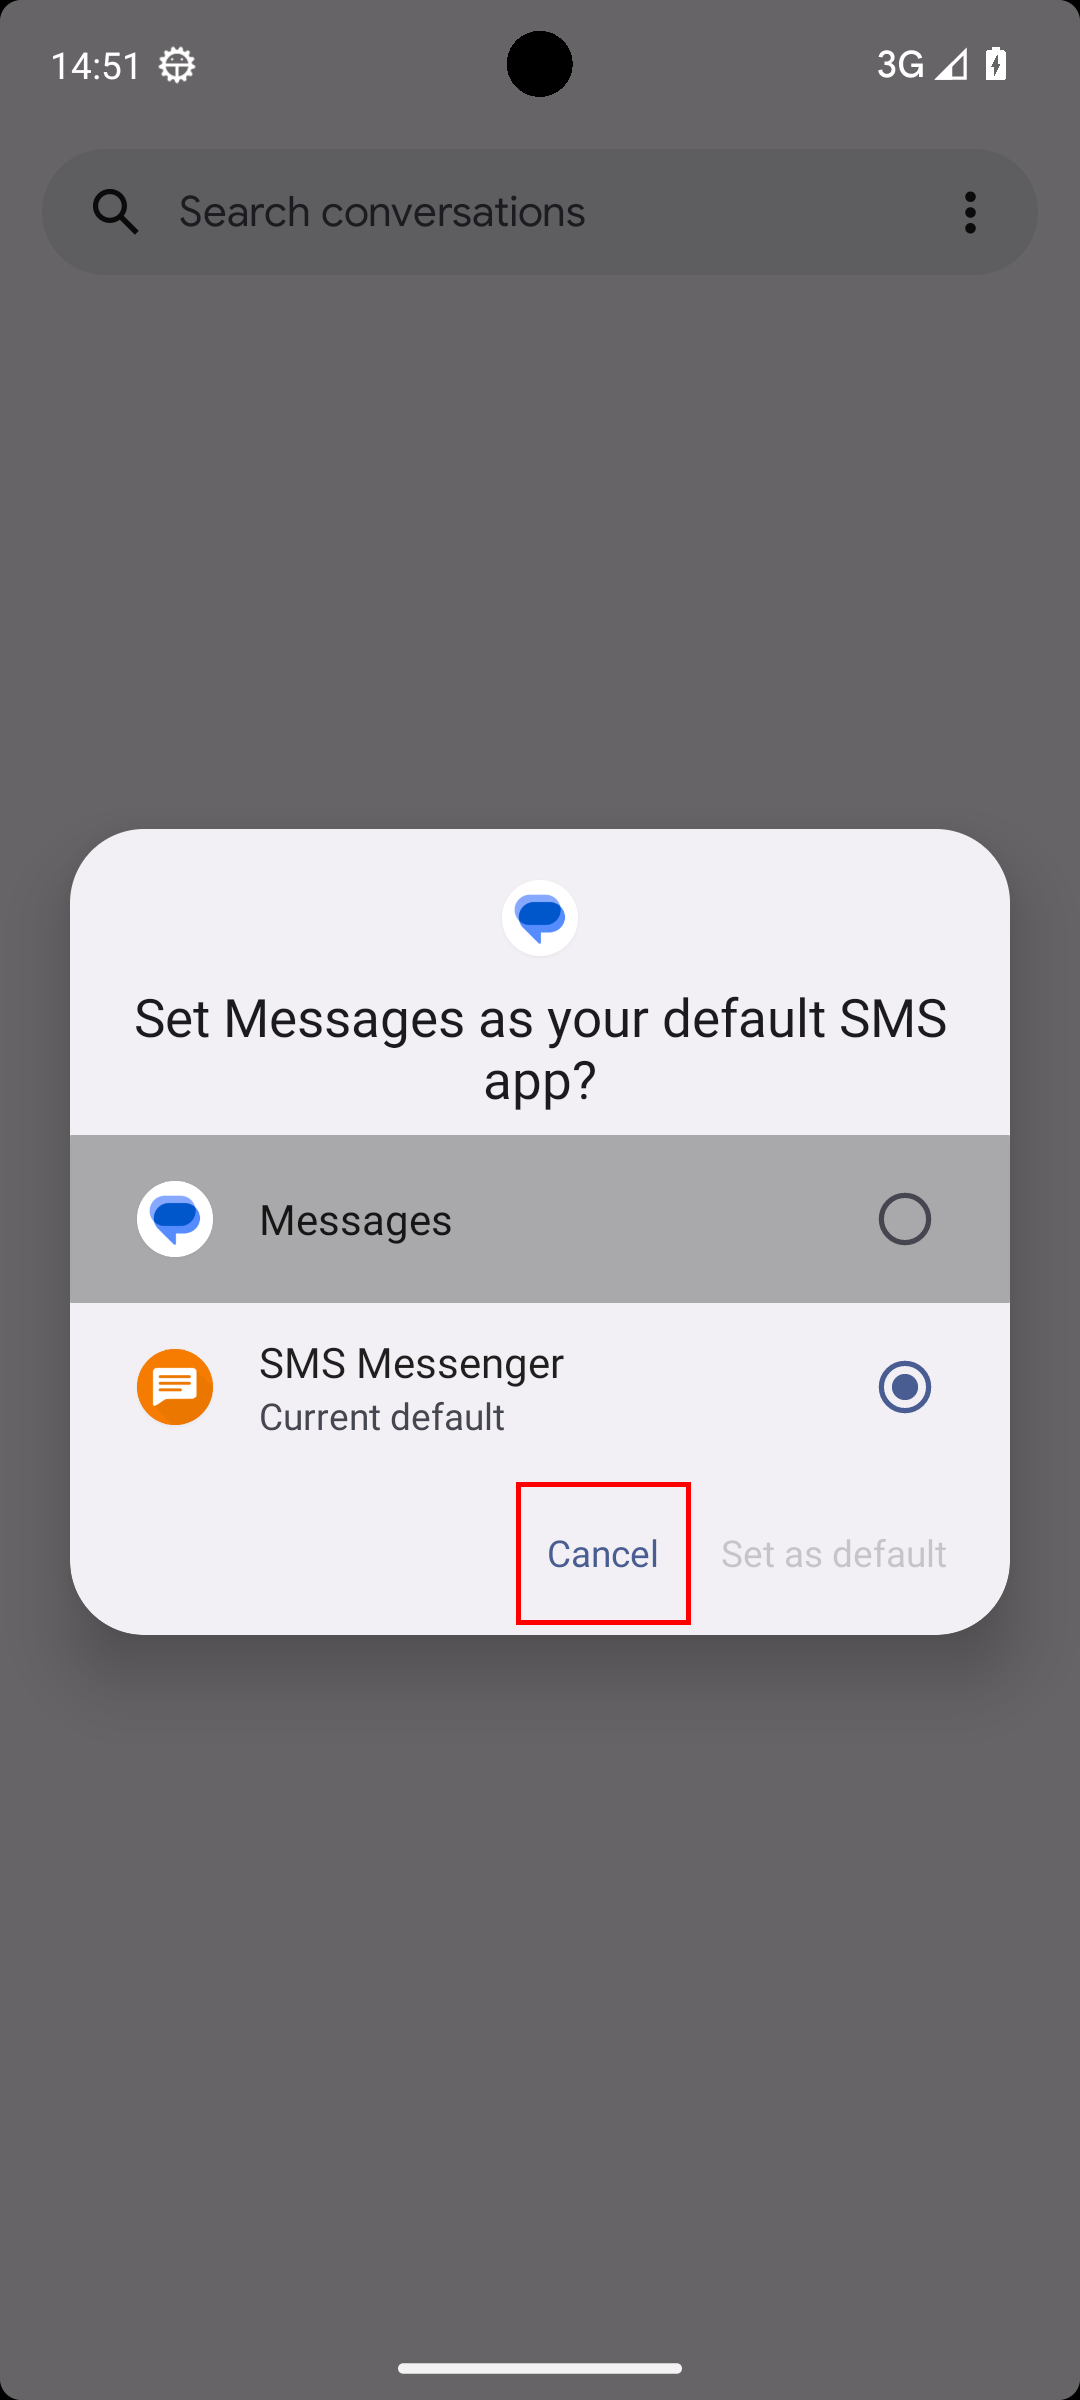 14:51
3G
Search conversations
Set Messages as your default SMS
app?
Messages
SMS Messenger
Current default
Cancel
Set as default